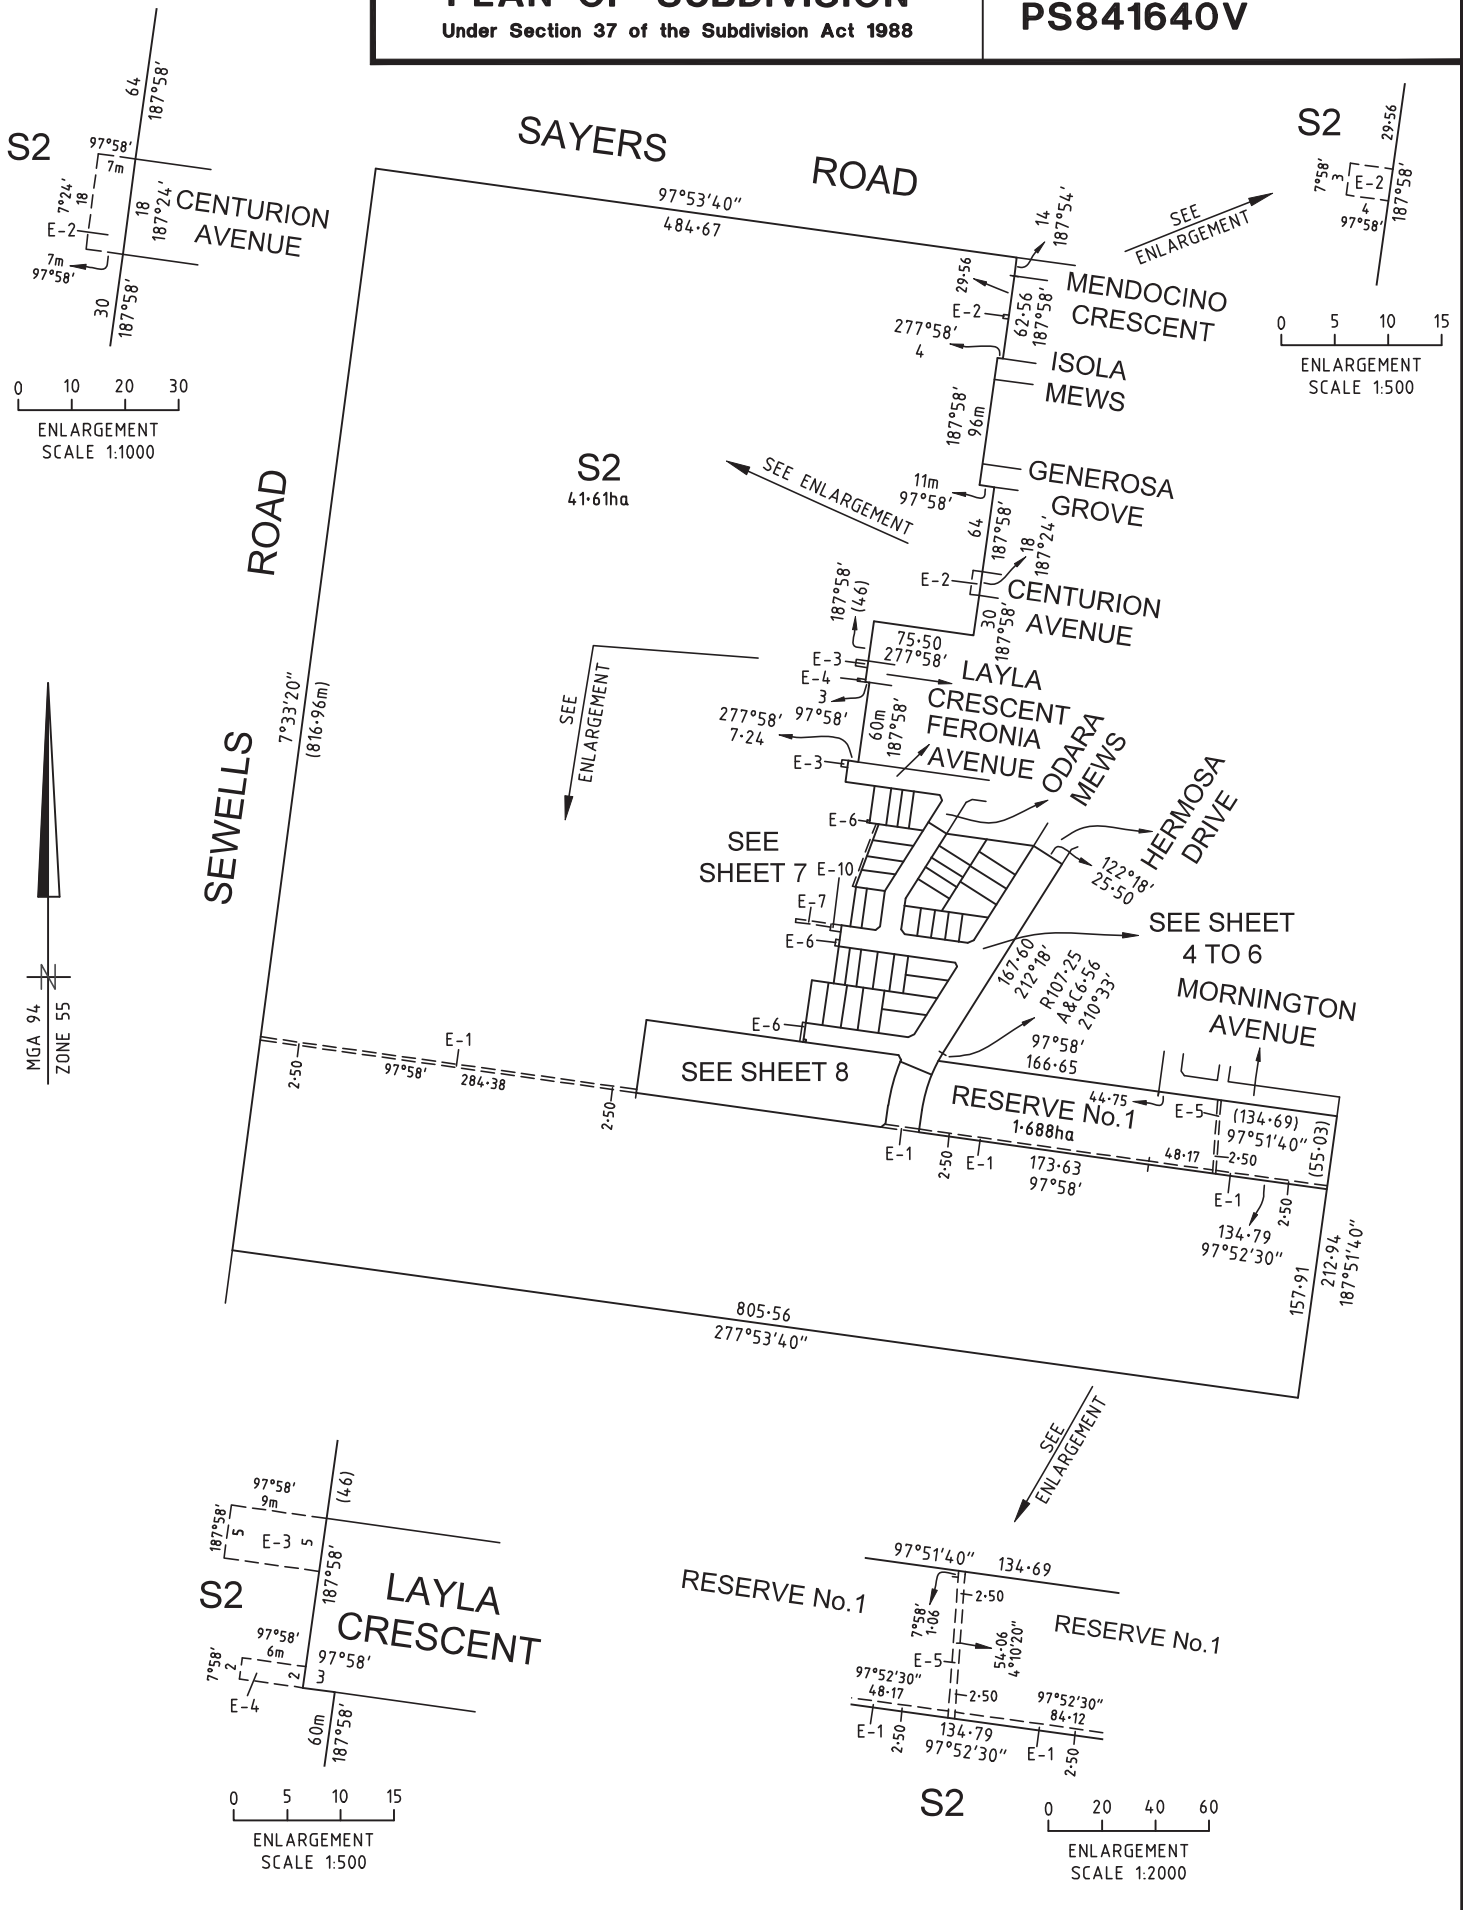 PLAN OF SUBDIVISION
Under Section 37 of the Subdivision Act 1988
PS841640V
64
187°58'
S2
97°58'
7m
7°24'
18
18
187°24'
CENTURION
AVENUE
E-2
7m
97°58'
30
187°58'
0 10 20 30
ENLARGEMENT
SCALE 1:1000
SAYERS ROAD
97°53'40"
484·67
14
187°54'
SEE
ENLARGEMENT
S2
29·56
7°58'
3
E-2
4
97°58'
187°58'
0 5 10 15
ENLARGEMENT
SCALE 1:500
29·56
E-2
62·56
187°58'
MENDOCINO
CRESCENT
277°58'
4
ISOLA
MEWS
187°58'
96m
S2
41·61ha
SEE ENLARGEMENT
11m
97°58'
GENEROSA
GROVE
64
187°58'
18
187°24'
E-2
CENTURION
AVENUE
30
187°58'
187°58'
(46)
75·50
277°58'
E-3
E-4
3
97°58'
LAYLA
CRESCENT
60m
187°58'
277°58'
7·24
FERONIA
AVENUE
E-3
ODARA
MEWS
HERMOSA
DRIVE
SEE
ENLARGEMENT
SEWELLS ROAD
7°33'20"
(816·96m)
MGA 94
ZONE 55
E-6
SEE
SHEET 7
E-10
E-7
E-6
122°18'
25·50
SEE SHEET
4 TO 6
167·60
212°18'
R107·25
A&C6·56
210°33'
MORNINGTON
AVENUE
E-6
97°58'
166·65
E-1
2·50
97°58'
284·38
2·50
SEE SHEET 8
RESERVE No.1
1·688ha
44·75
E-5
(134·69)
97°51'40"
(55·03)
E-1
2·50
E-1
173·63
97°58'
48·17
2·50
E-1
2·50
134·79
97°52'30"
157·91
212·94
187°51'40"
805·56
277°53'40"
SEE
ENLARGEMENT
97°58'
9m
(46)
187°58'
5
E-3
5
187°58'
S2
LAYLA
CRESCENT
97°58'
6m
7°58'
2
2
97°58'
3
E-4
60m
187°58'
0 5 10 15
ENLARGEMENT
SCALE 1:500
97°51'40"
134·69
RESERVE No.1
7°58'
1·06
2·50
RESERVE No.1
54·06
4°10'20"
E-5
97°52'30"
48·17
2·50
97°52'30"
84·12
E-1
2·50
134·79
97°52'30"
E-1
2·50
S2
0 20 40 60
ENLARGEMENT
SCALE 1:2000